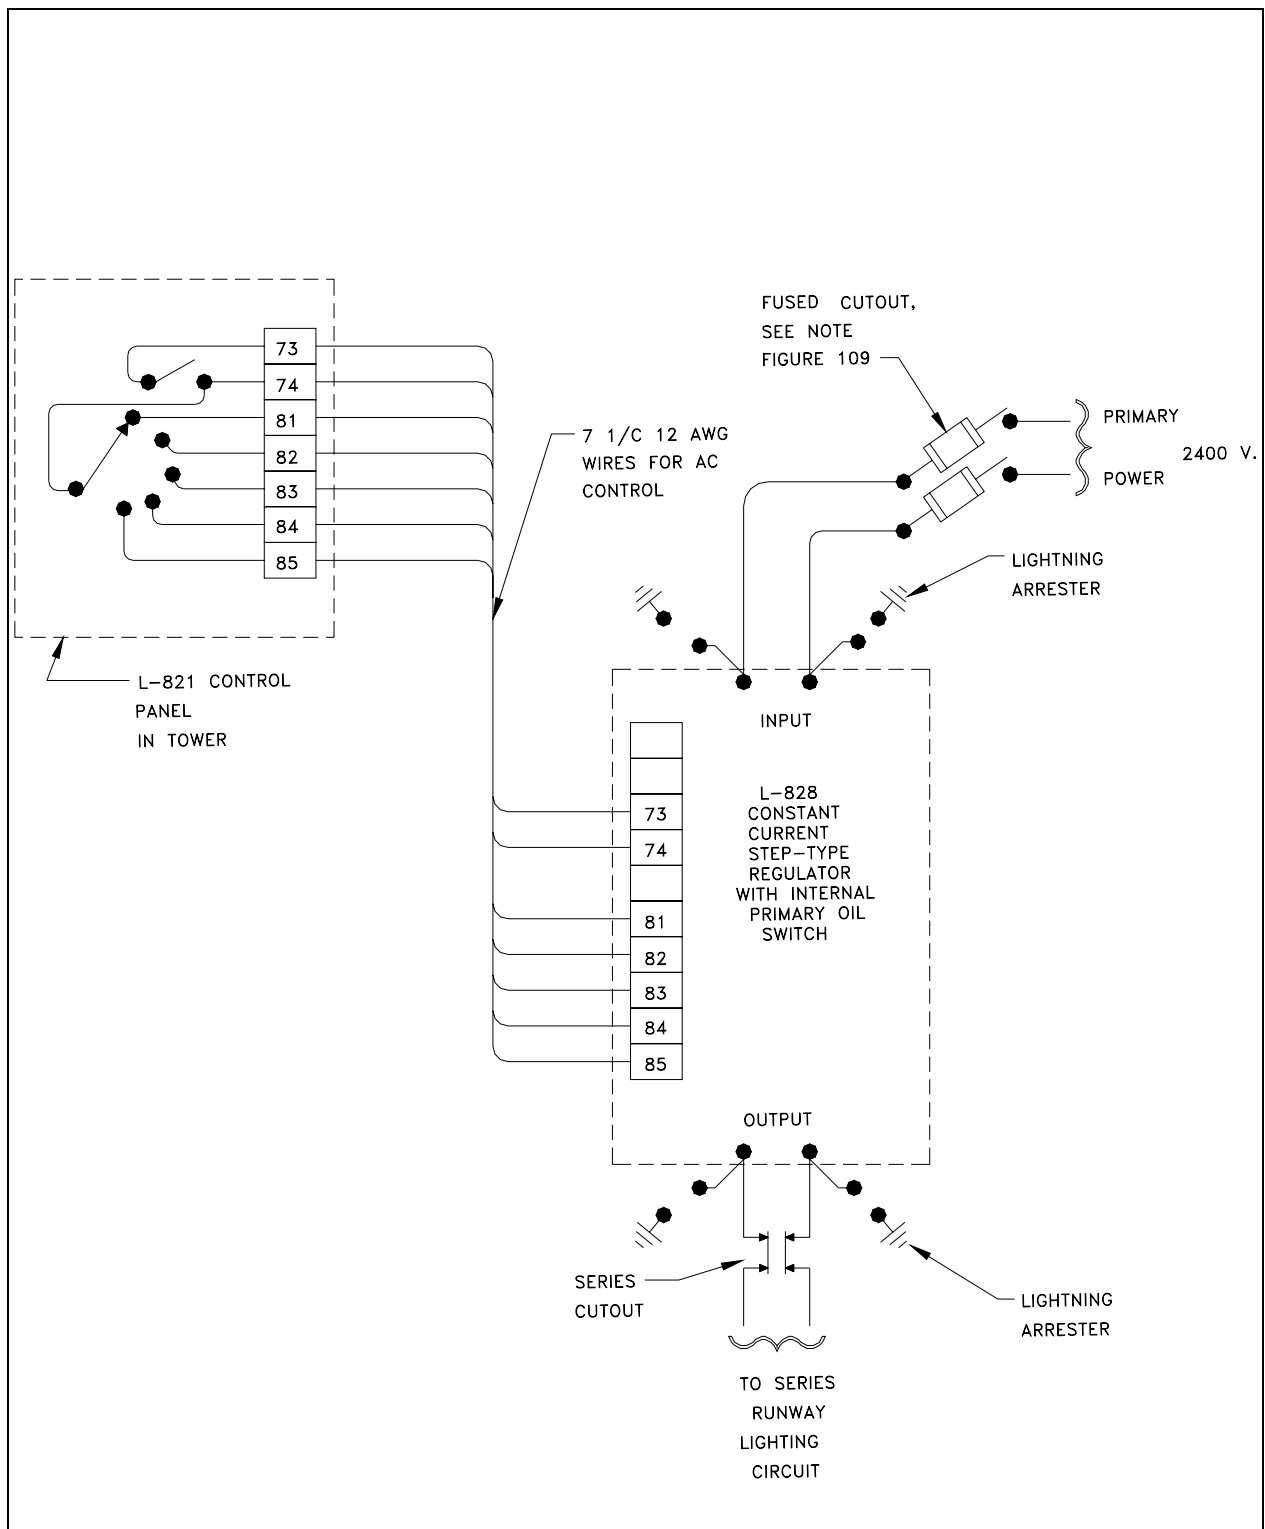 FUSED CUTOUT,
SEE NOTE
FIGURE 109
73
74
81
82
83
84
85
PRIMARY
2400 V.
POWER
7 1/C 12 AWG
WIRES FOR AC
CONTROL
LIGHTNING
ARRESTER
L-821 CONTROL
PANEL
IN TOWER
INPUT
L-828
CONSTANT
CURRENT
STEP-TYPE
REGULATOR
WITH INTERNAL
PRIMARY OIL
SWITCH
73
74
81
82
83
84
85
OUTPUT
SERIES
CUTOUT
LIGHTNING
ARRESTER
TO SERIES
RUNWAY
LIGHTING
CIRCUIT